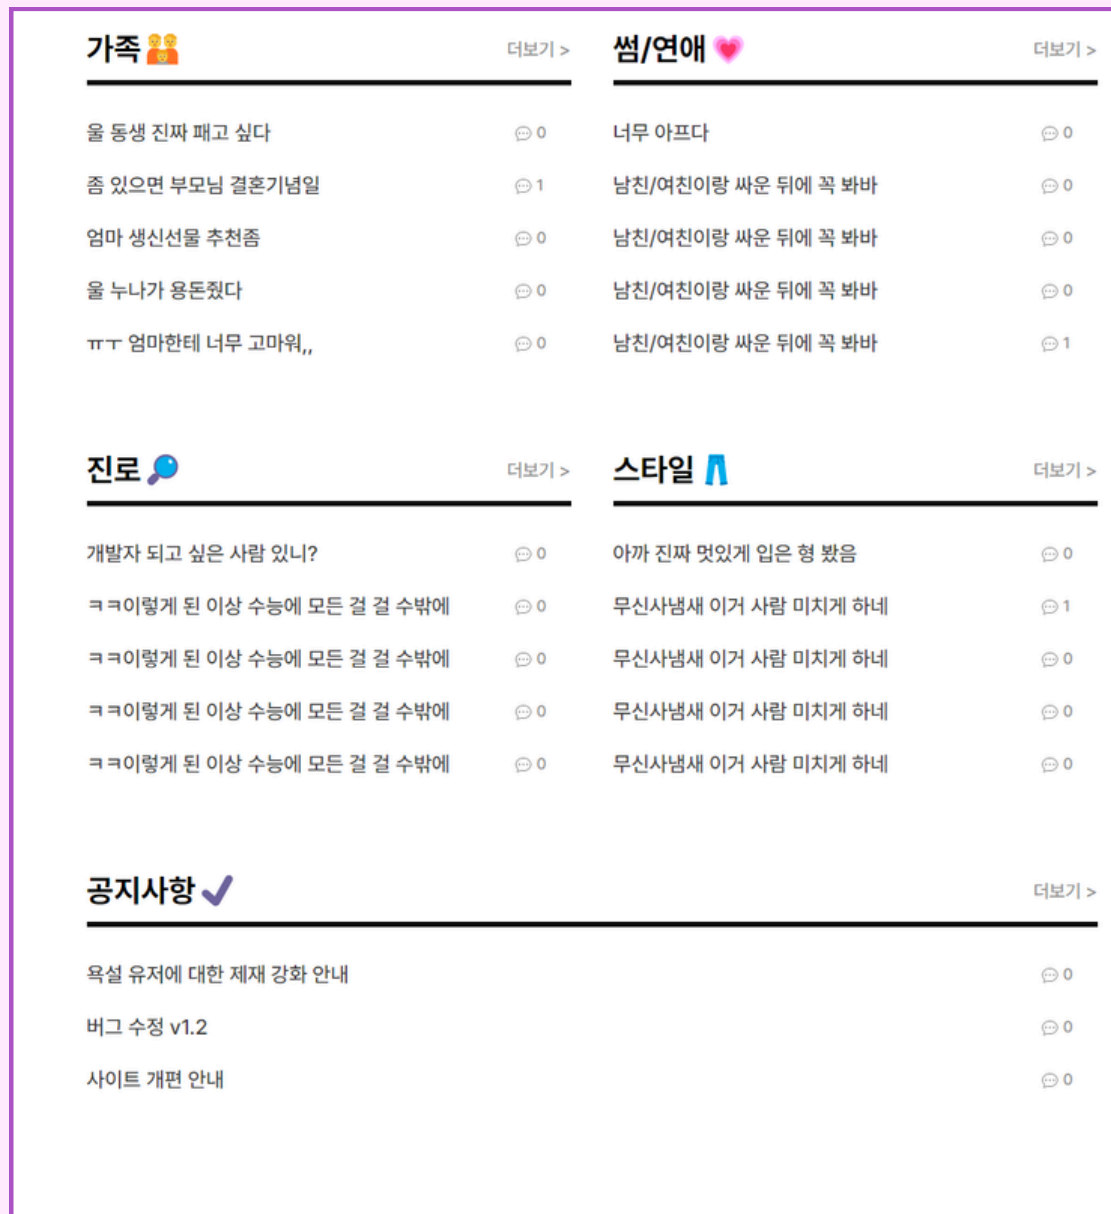 가족
더보기 >
울 동생 진짜 패고 싶다 0
좀 있으면 부모님 결혼기념일 1
엄마 생신선물 추천좀 0
울 누나가 용돈줬다 0
ㅠㅜ 엄마한테 너무 고마워,, 0
썸/연애
더보기 >
너무 아프다 0
남친/여친이랑 싸운 뒤에 꼭 봐바 0
남친/여친이랑 싸운 뒤에 꼭 봐바 0
남친/여친이랑 싸운 뒤에 꼭 봐바 0
남친/여친이랑 싸운 뒤에 꼭 봐바 1
진로
더보기 >
개발자 되고 싶은 사람 있니? 0
ㅋㅋ이렇게 된 이상 수능에 모든 걸 걸 수밖에 0
ㅋㅋ이렇게 된 이상 수능에 모든 걸 걸 수밖에 0
ㅋㅋ이렇게 된 이상 수능에 모든 걸 걸 수밖에 0
ㅋㅋ이렇게 된 이상 수능에 모든 걸 걸 수밖에 0
스타일
더보기 >
아까 진짜 멋있게 입은 형 봤음 0
무신사냄새 이거 사람 미치게 하네 1
무신사냄새 이거 사람 미치게 하네 0
무신사냄새 이거 사람 미치게 하네 0
무신사냄새 이거 사람 미치게 하네 0
공지사항
더보기 >
욕설 유저에 대한 제재 강화 안내 0
버그 수정 v1.2 0
사이트 개편 안내 0